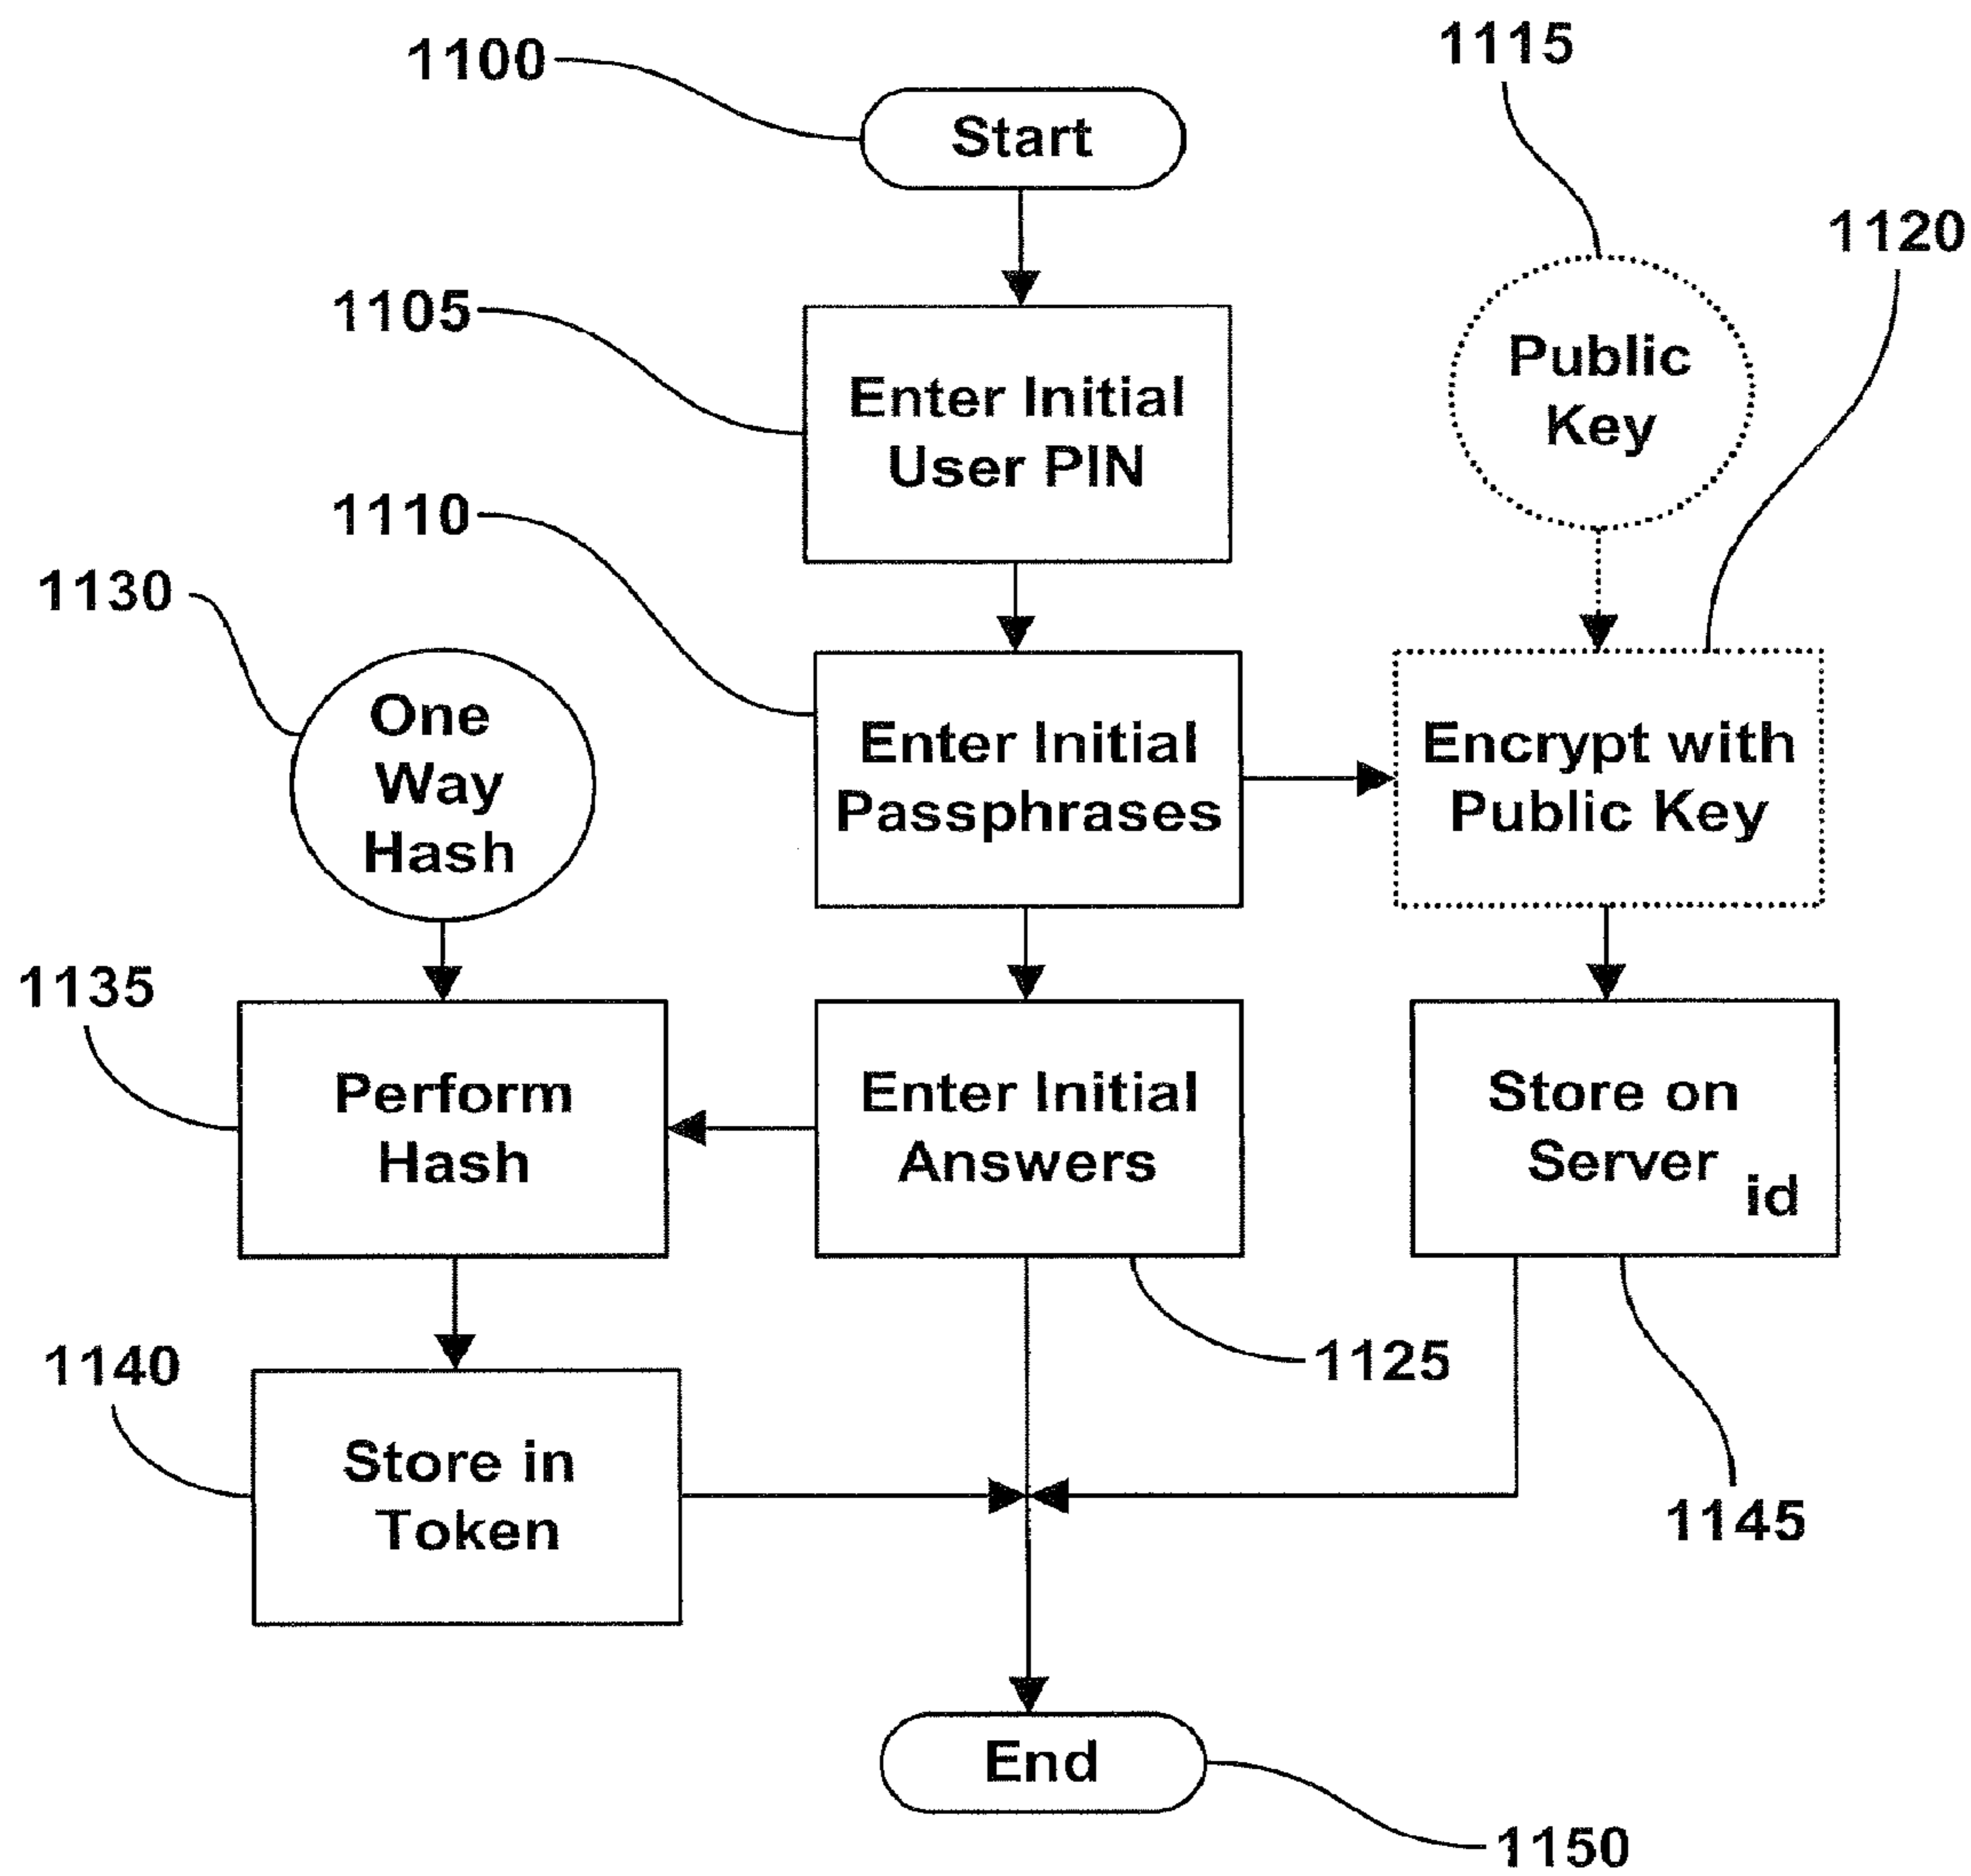 1100
1115
Start
1120
1105
Public
Key
Enter Initial
User PIN
1110
1130
One
Way
Hash
Enter Initial
Passphrases
Encrypt with
Public Key
1135
Perform
Hash
Enter Initial
Answers
Store on
Server
id
1140
1125
Store in
Token
1145
End
1150